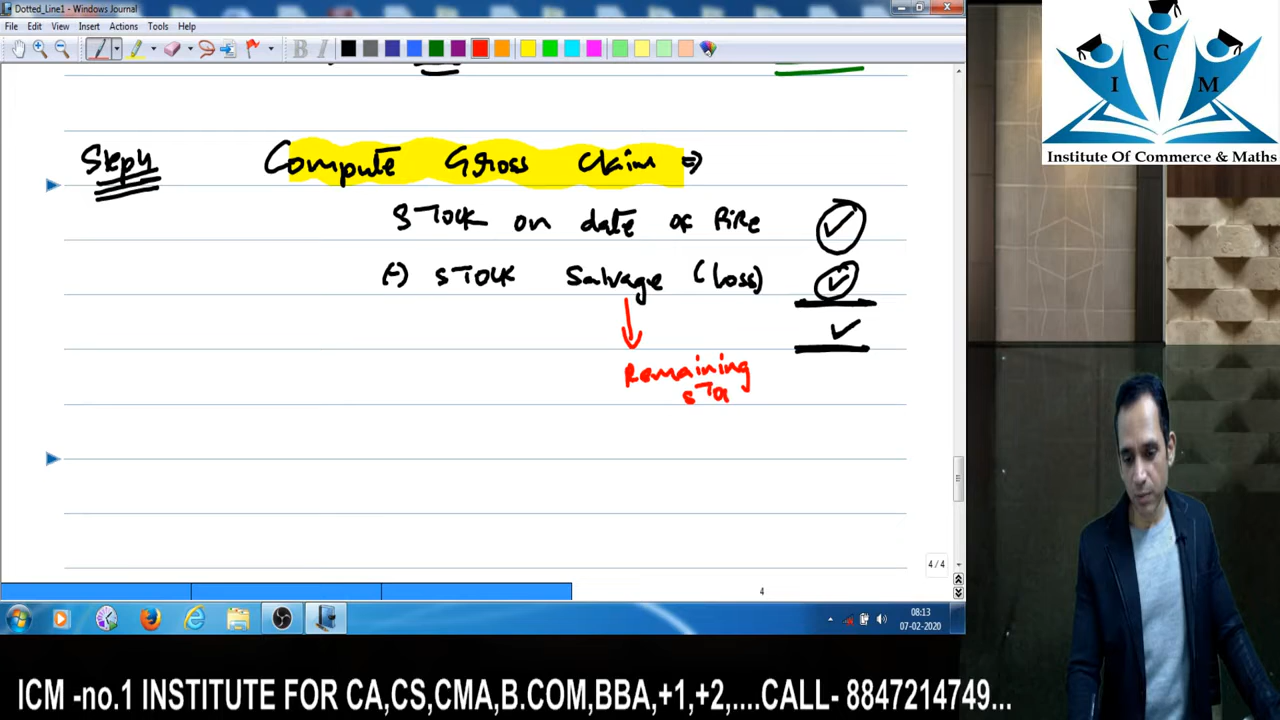 Dotted_Line1 - Windows Journal
File Edit View Insert Actions Tools Help
B I
Step4 Compute Gross Claim ⇒
STOCK on date of FiRe ✓
(-) STOCK Salvage (loss) ✓
✓
Remaining
sTo
4 / 4
4
08:13
07-02-2020
I C M
Institute Of Commerce & Maths
ICM -no.1 INSTITUTE FOR CA,CS,CMA,B.COM,BBA,+1,+2,....CALL- 8847214749...